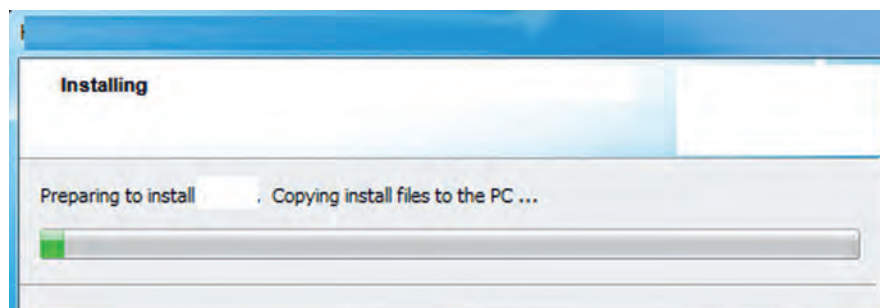 Installing
Preparing to install . Copying install files to the PC ...